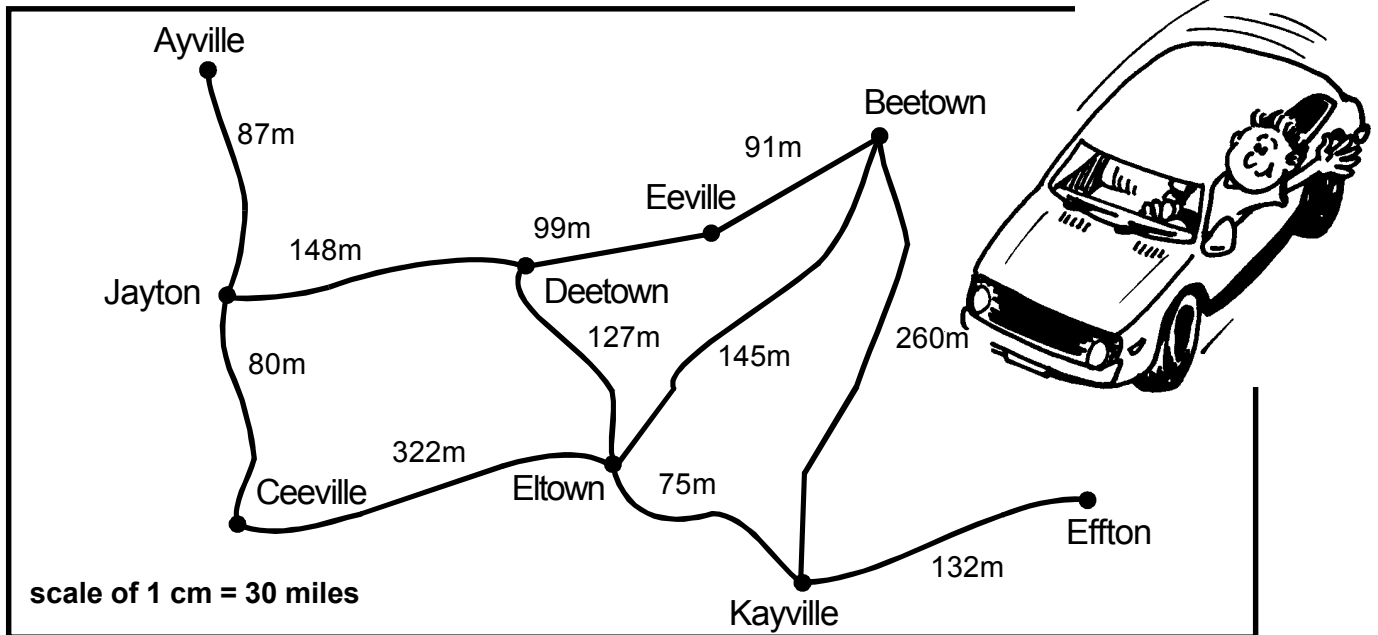 Ayville
Beetown
87m
91m
Eeville
99m
148m
Jayton
Deetown
127m
145m
260m
80m
322m
Ceeville
Eltown
75m
Effton
132m
scale of 1 cm = 30 miles
Kayville